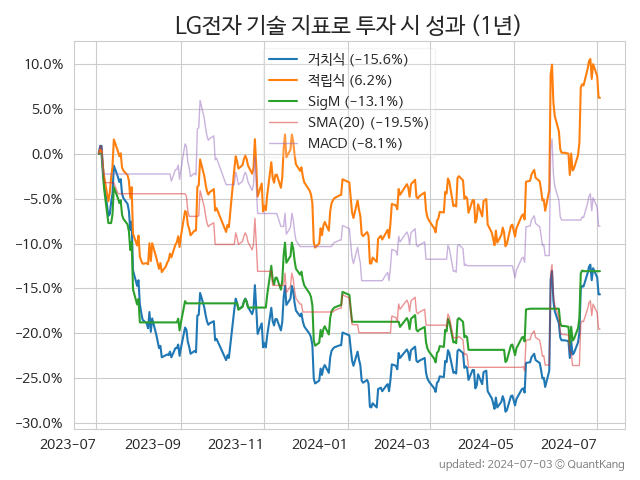 LG전자 기술 지표로 투자 시 성과 (1년)
거치식 (−15.6%)
적립식 (6.2%)
SigM (−13.1%)
SMA(20) (−19.5%)
MACD (−8.1%)
10.0%
5.0%
0.0%
−5.0%
−10.0%
−15.0%
−20.0%
−25.0%
−30.0%
2023-07 2023-09 2023-11 2024-01 2024-03 2024-05 2024-07
updated: 2024-07-03 ⓒ QuantKang